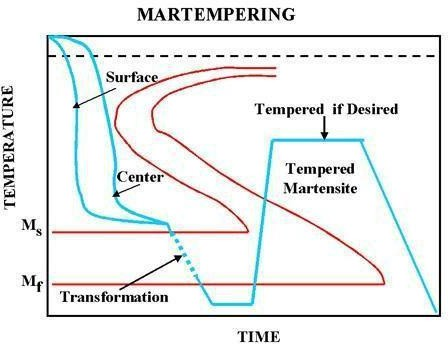 MARTEMPERING
Surface
Tempered if Desired
TEMPERATURE
Center
Tempered
Martensite
Ms
Mf
Transformation
TIME